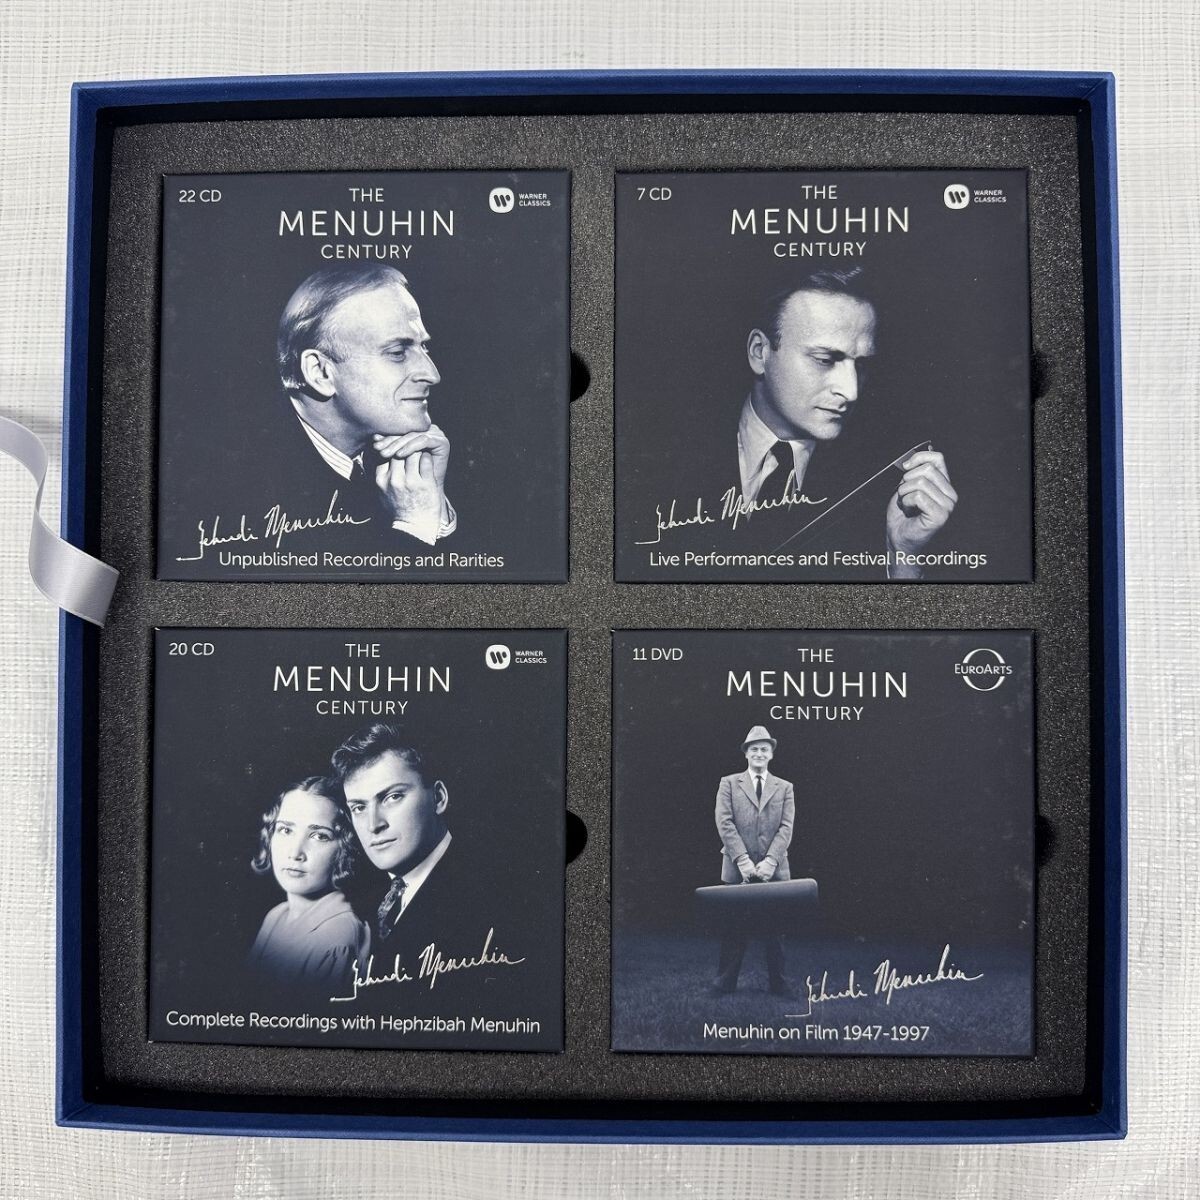 22 CD
THE
MENUHIN
CENTURY
WARNER
CLASSICS
Yehudi Menuhin
Unpublished Recordings and Rarities
7 CD
THE
MENUHIN
CENTURY
WARNER
CLASSICS
Yehudi Menuhin
Live Performances and Festival Recordings
20 CD
THE
MENUHIN
CENTURY
WARNER
CLASSICS
Yehudi Menuhin
Complete Recordings with Hephzibah Menuhin
11 DVD
THE
MENUHIN
CENTURY
EUROARTS
Yehudi Menuhin
Menuhin on Film 1947-1997